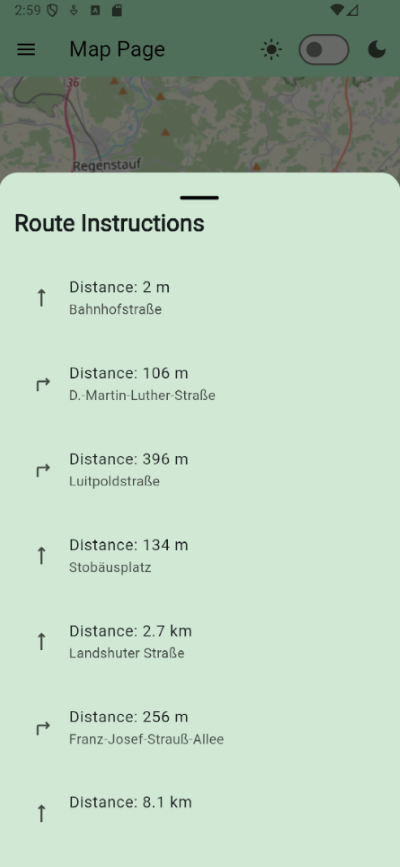 2:59
Map Page
36
Regenstauf
Route Instructions
Distance: 2 m
Bahnhofstraße
Distance: 106 m
D.-Martin-Luther-Straße
Distance: 396 m
Luitpoldstraße
Distance: 134 m
Stobäusplatz
Distance: 2.7 km
Landshuter Straße
Distance: 256 m
Franz-Josef-Strauß-Allee
Distance: 8.1 km